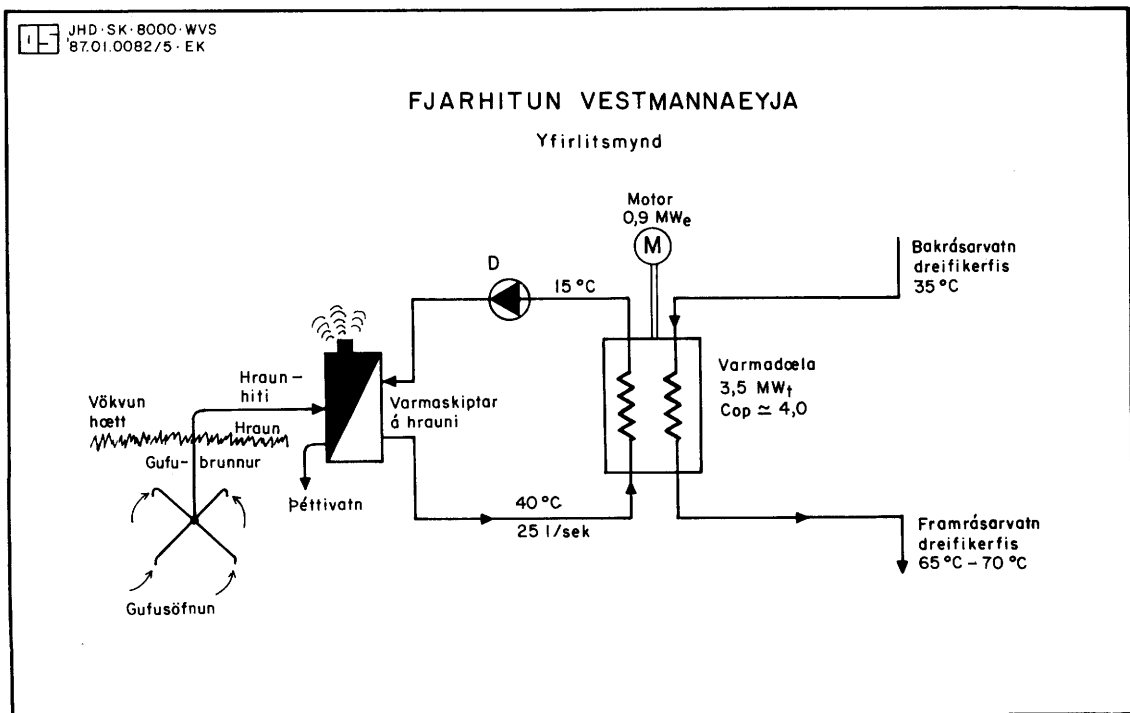 JHD·SK·8000·WVS
'87.01.0082/5·EK
FJARHITUN VESTMANNAEYJA
Yfirlitsmynd
Motor
0,9 MWe
M
D
15°C
Bakrásarvatn
dreifikerfis
35°C
Varmadœla
3,5 MWt
Cop ≃ 4,0
Hraun-
hiti
Varmaskiptar
á hrauni
Vökvun
hœtt
Hraun
Gufu-brunnur
Þéttivatn
40°C
25 l/sek
Framrásarvatn
dreifikerfis
65°C – 70°C
Gufusöfnun